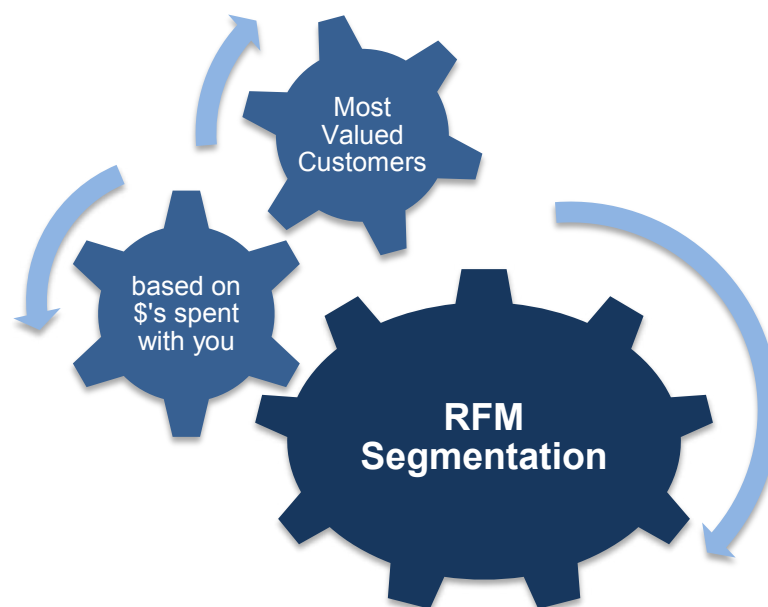 Most
Valued
Customers
based on
$'s spent
with you
RFM
Segmentation